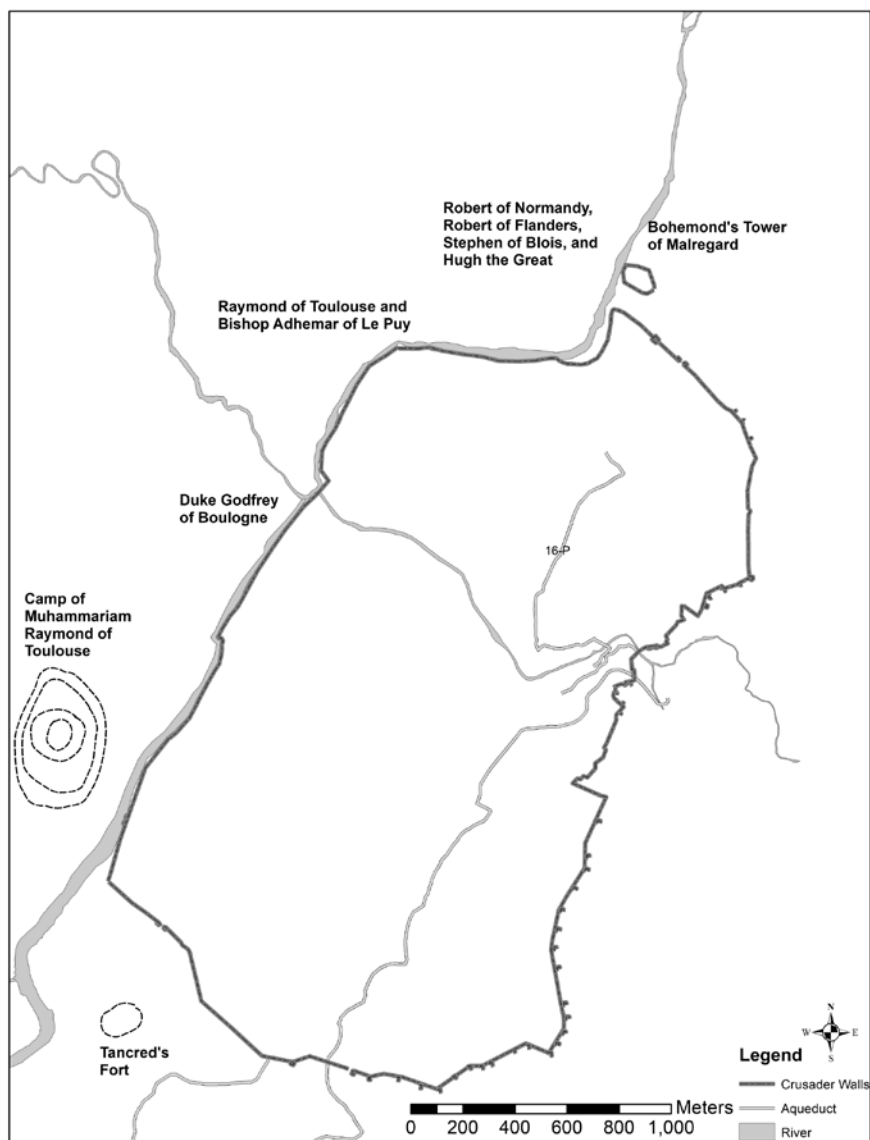 Robert of Normandy,
Robert of Flanders,
Stephen of Blois, and
Hugh the Great
Bohemond's Tower
of Malregard
Raymond of Toulouse and
Bishop Adhemar of Le Puy
Duke Godfrey
of Boulogne
16-P
Camp of
Muhammariam
Raymond of
Toulouse
Tancred's
Fort
N
W E
S
Legend
Crusader Walls
Aqueduct
River
Meters
0 200 400 600 800 1,000